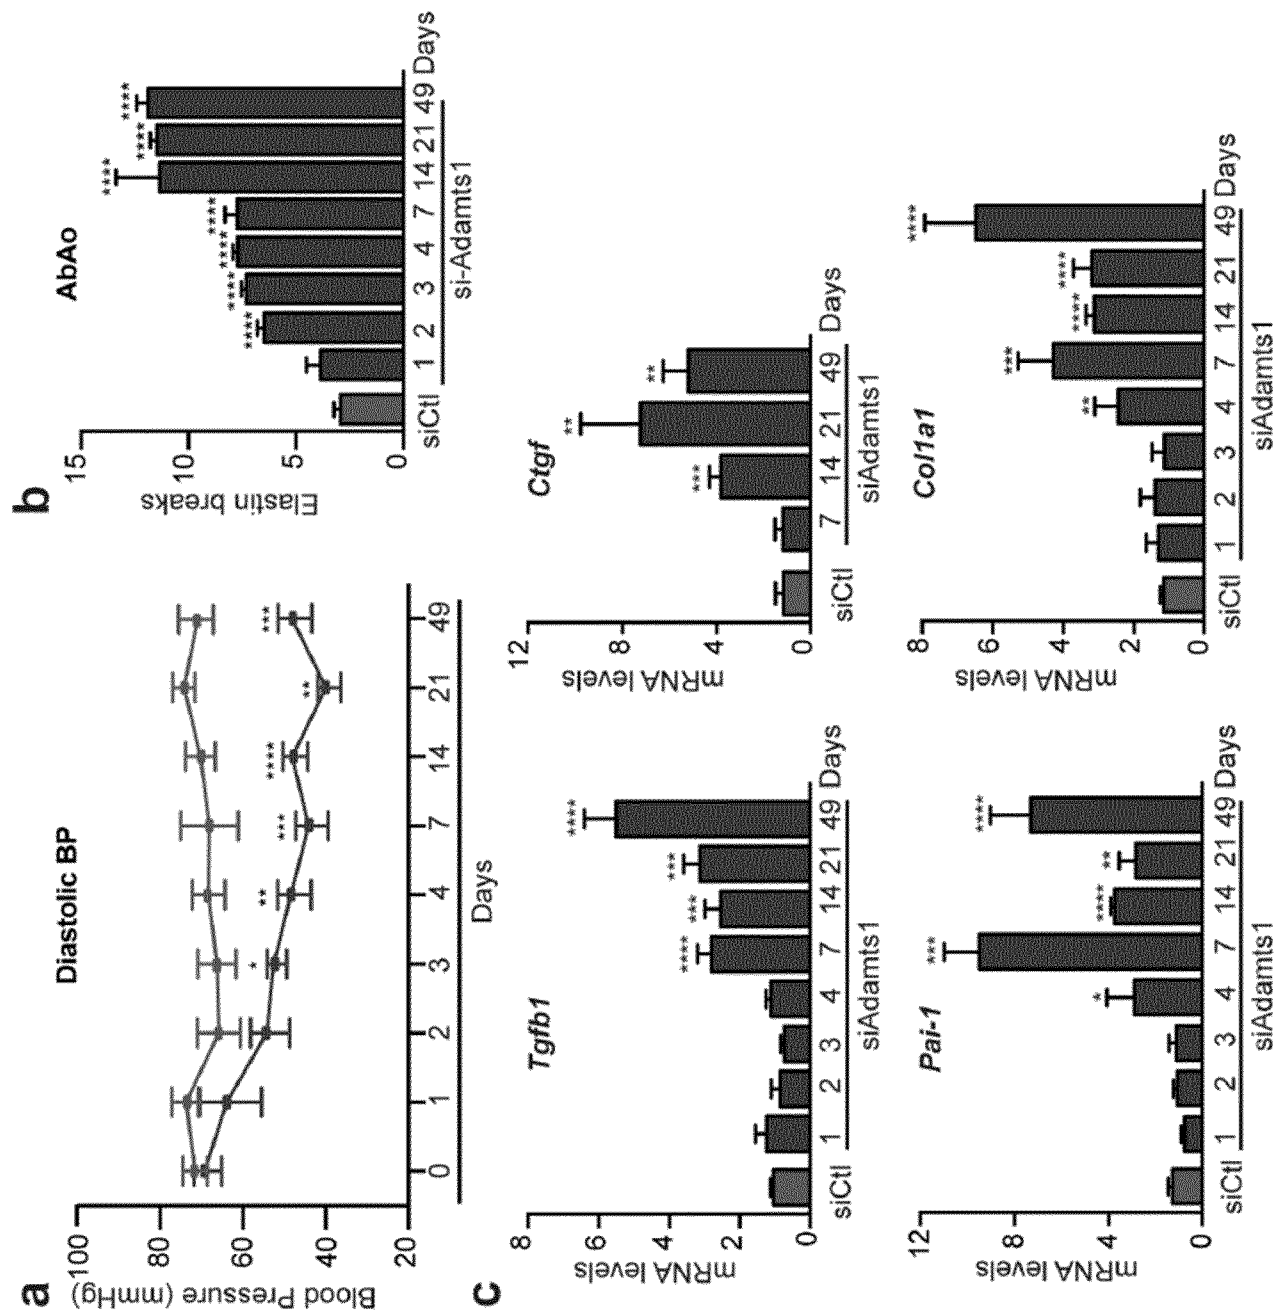 a
Diastolic BP
Blood Pressure (mmHg)
100
80
60
40
20
* ** *** **** ** ***
0 1 2 3 4 7 14 21 49
Days
b
AbAo
Elastin breaks
15
10
5
0
**** **** **** **** **** **** ****
siCtl 1 2 3 4 7 14 21 49 Days
si-Adamts1
c
Tgfb1
mRNA levels
8
6
4
2
0
**** *** *** ****
siCtl 1 2 3 4 7 14 21 49 Days
siAdamts1
Ctgf
mRNA levels
12
8
4
0
*** ** **
siCtl 7 14 21 49 Days
siAdamts1
Pai-1
mRNA levels
12
8
4
0
* *** **** ** ****
siCtl 1 2 3 4 7 14 21 49 Days
siAdamts1
Col1a1
mRNA levels
8
6
4
2
0
** *** **** **** ****
siCtl 1 2 3 4 7 14 21 49 Days
siAdamts1